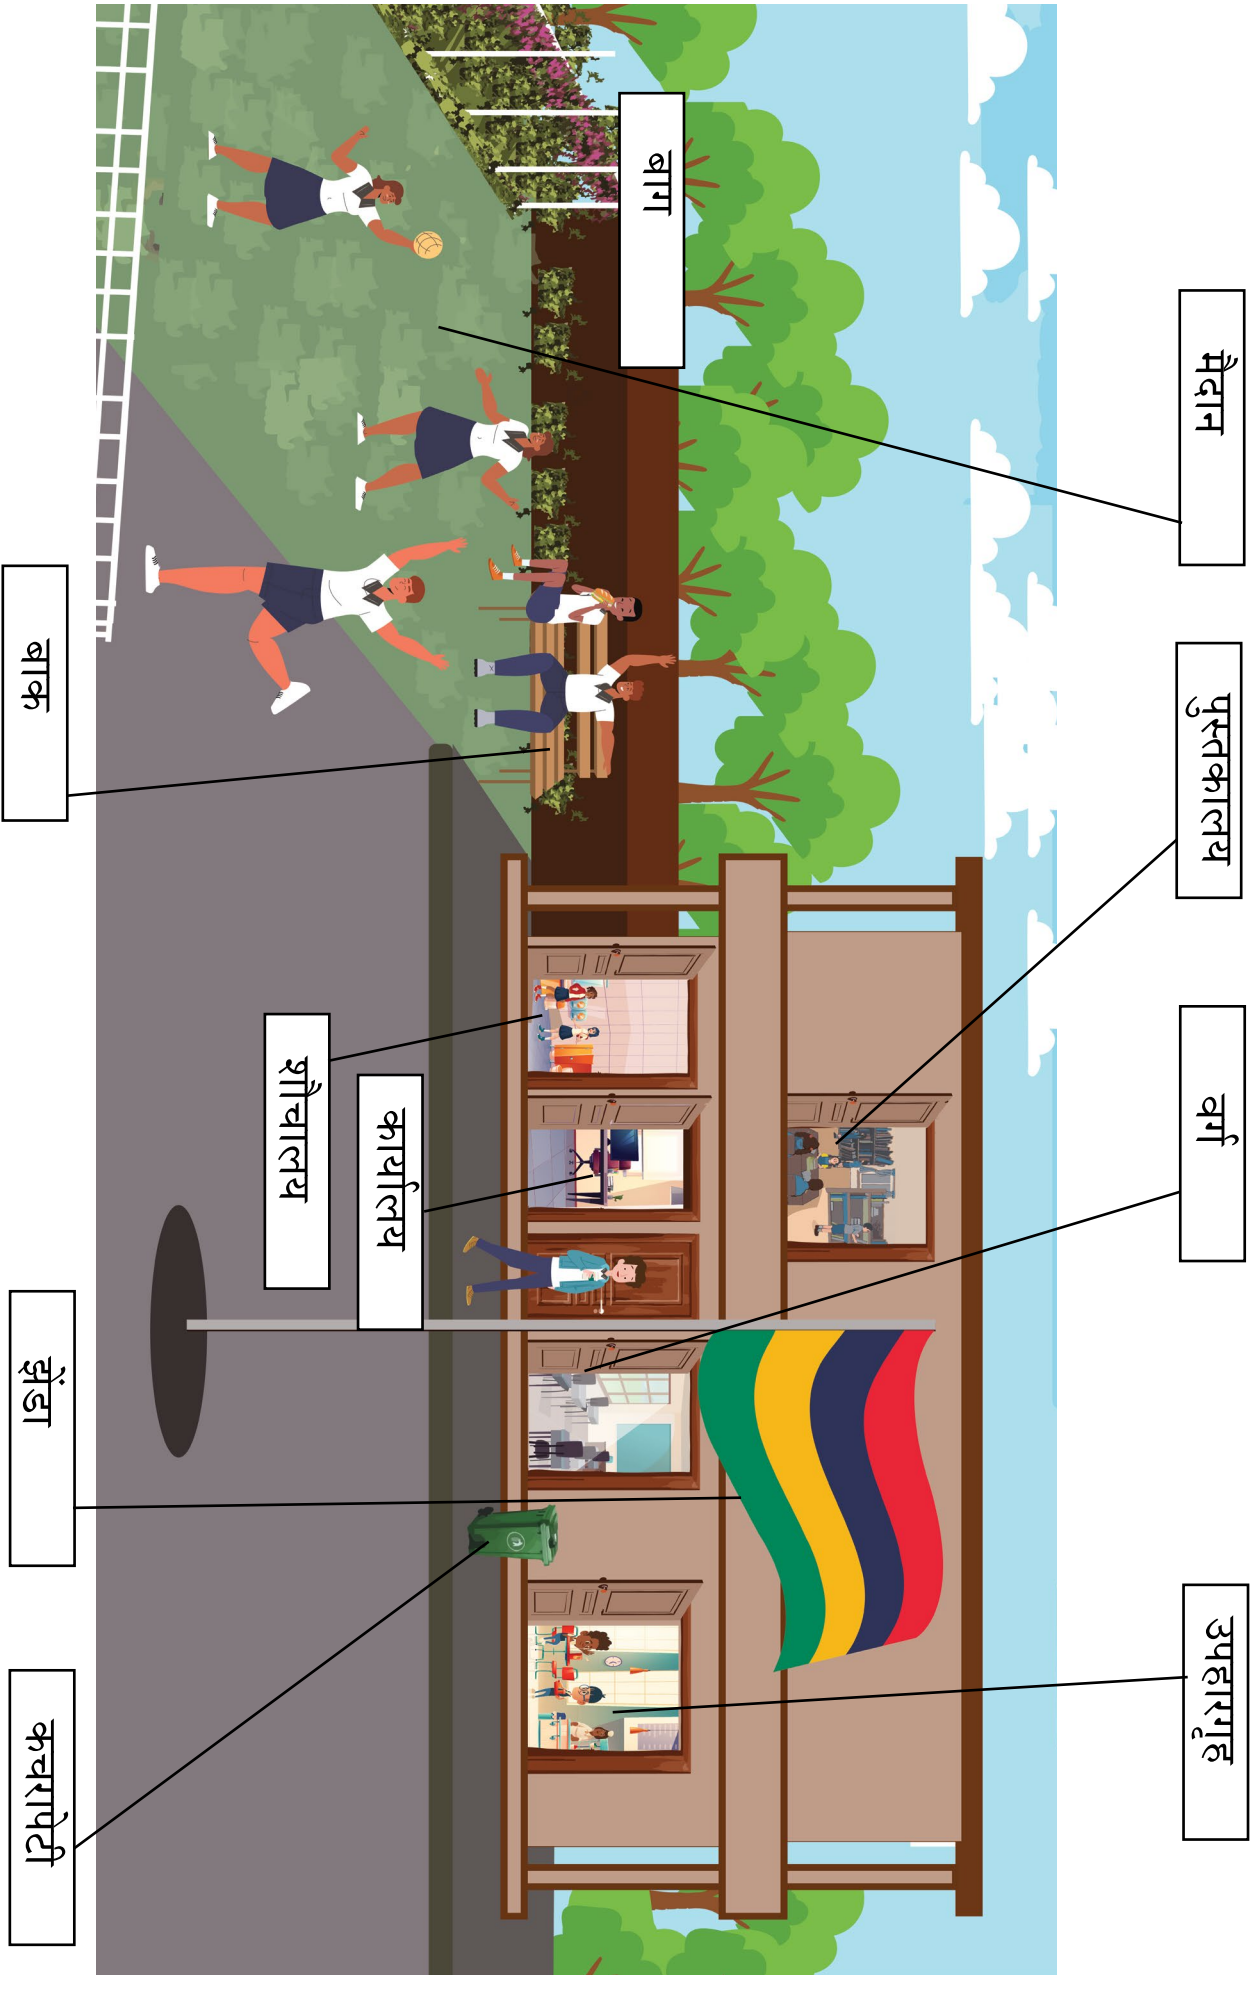 मैदान
पुस्तकालय
वर्ग
उपहारगृह
बाग
शौचालय
कार्यालय
बाक
झेंडा
कचरापेटी